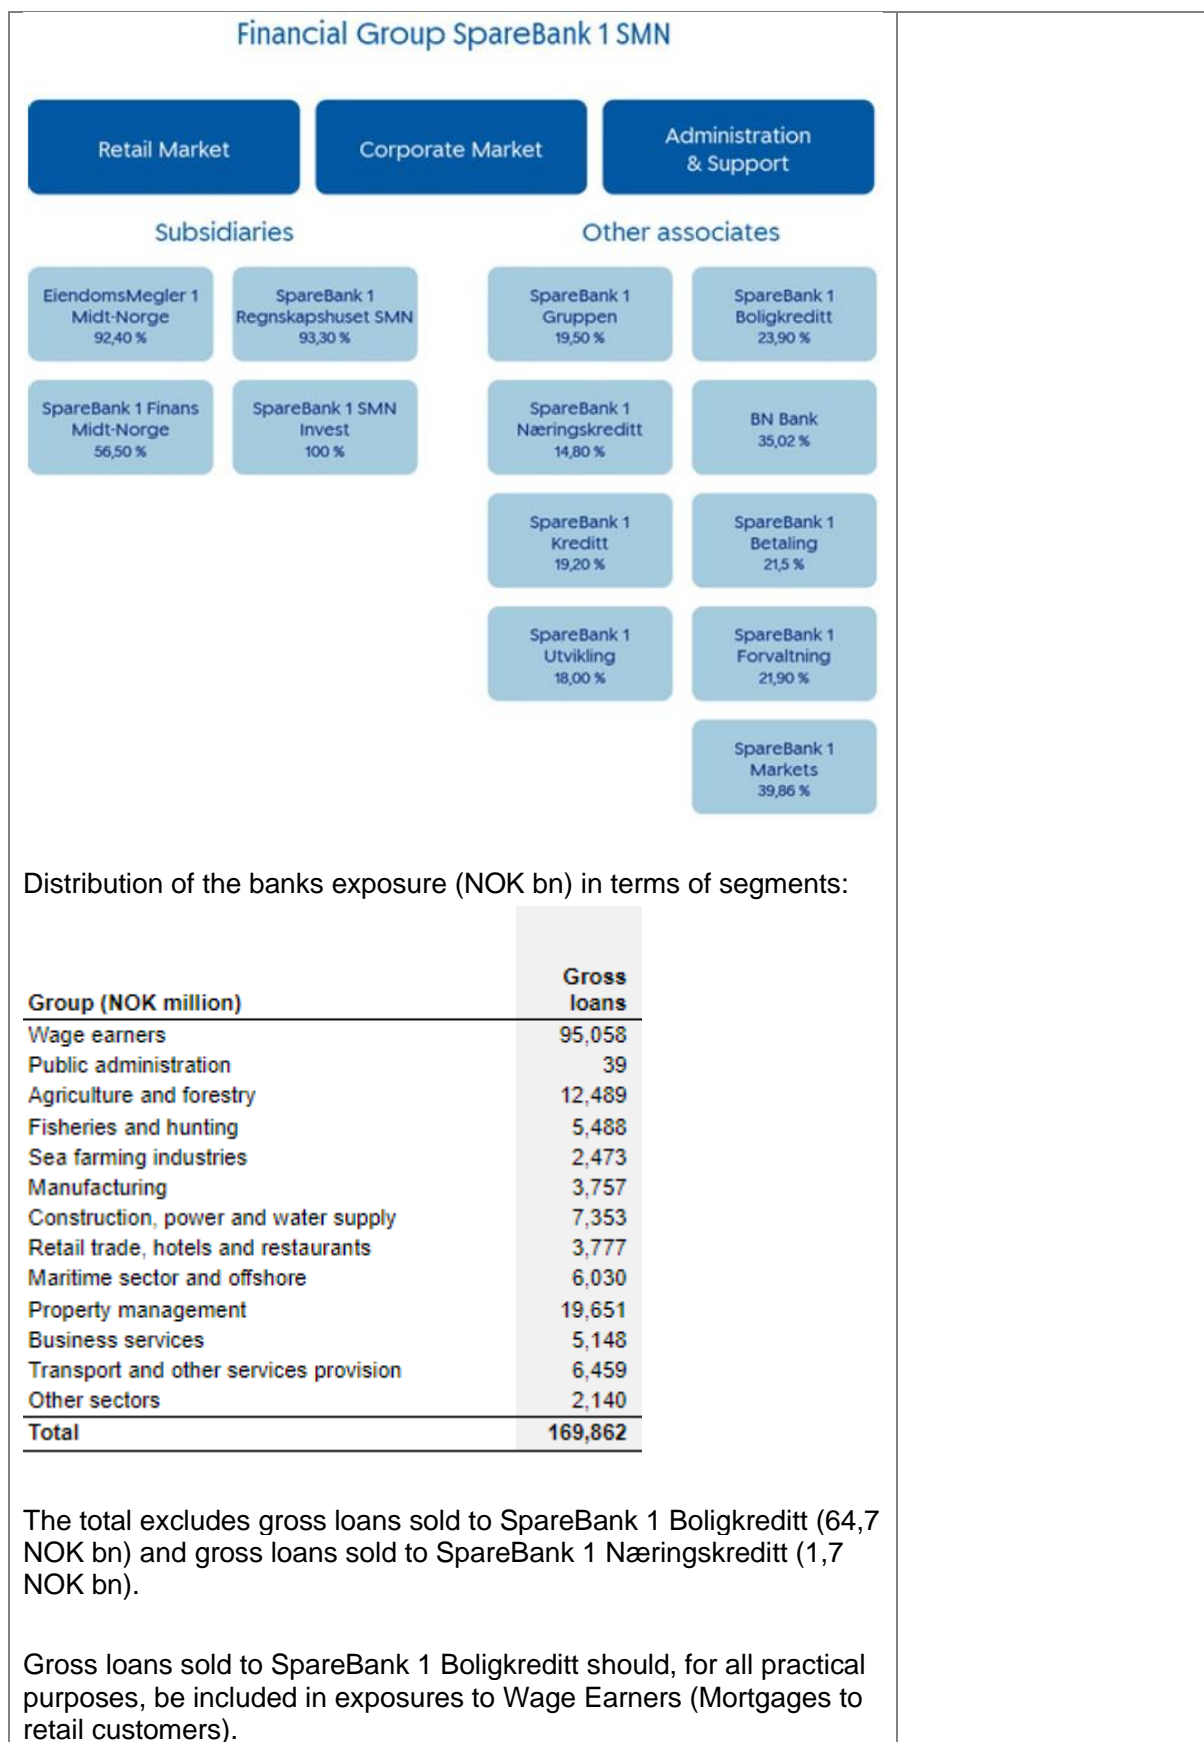 Financial Group SpareBank 1 SMN
Retail Market
Corporate Market
Administration
& Support
Subsidiaries
Other associates
EiendomsMegler 1
Midt-Norge
92,40 %
SpareBank 1
Regnskapshuset SMN
93,30 %
SpareBank 1
Gruppen
19,50 %
SpareBank 1
Boligkreditt
23,90 %
SpareBank 1 Finans
Midt-Norge
56,50 %
SpareBank 1 SMN
Invest
100 %
SpareBank 1
Næringskreditt
14,80 %
BN Bank
35,02 %
SpareBank 1
Kreditt
19,20 %
SpareBank 1
Betaling
21,5 %
SpareBank 1
Utvikling
18,00 %
SpareBank 1
Forvaltning
21,90 %
SpareBank 1
Markets
39,86 %
Distribution of the banks exposure (NOK bn) in terms of segments:
Gross
Group (NOK million) loans
Wage earners 95,058
Public administration 39
Agriculture and forestry 12,489
Fisheries and hunting 5,488
Sea farming industries 2,473
Manufacturing 3,757
Construction, power and water supply 7,353
Retail trade, hotels and restaurants 3,777
Maritime sector and offshore 6,030
Property management 19,651
Business services 5,148
Transport and other services provision 6,459
Other sectors 2,140
Total 169,862
The total excludes gross loans sold to SpareBank 1 Boligkreditt (64,7
NOK bn) and gross loans sold to SpareBank 1 Næringskreditt (1,7
NOK bn).
Gross loans sold to SpareBank 1 Boligkreditt should, for all practical
purposes, be included in exposures to Wage Earners (Mortgages to
retail customers).